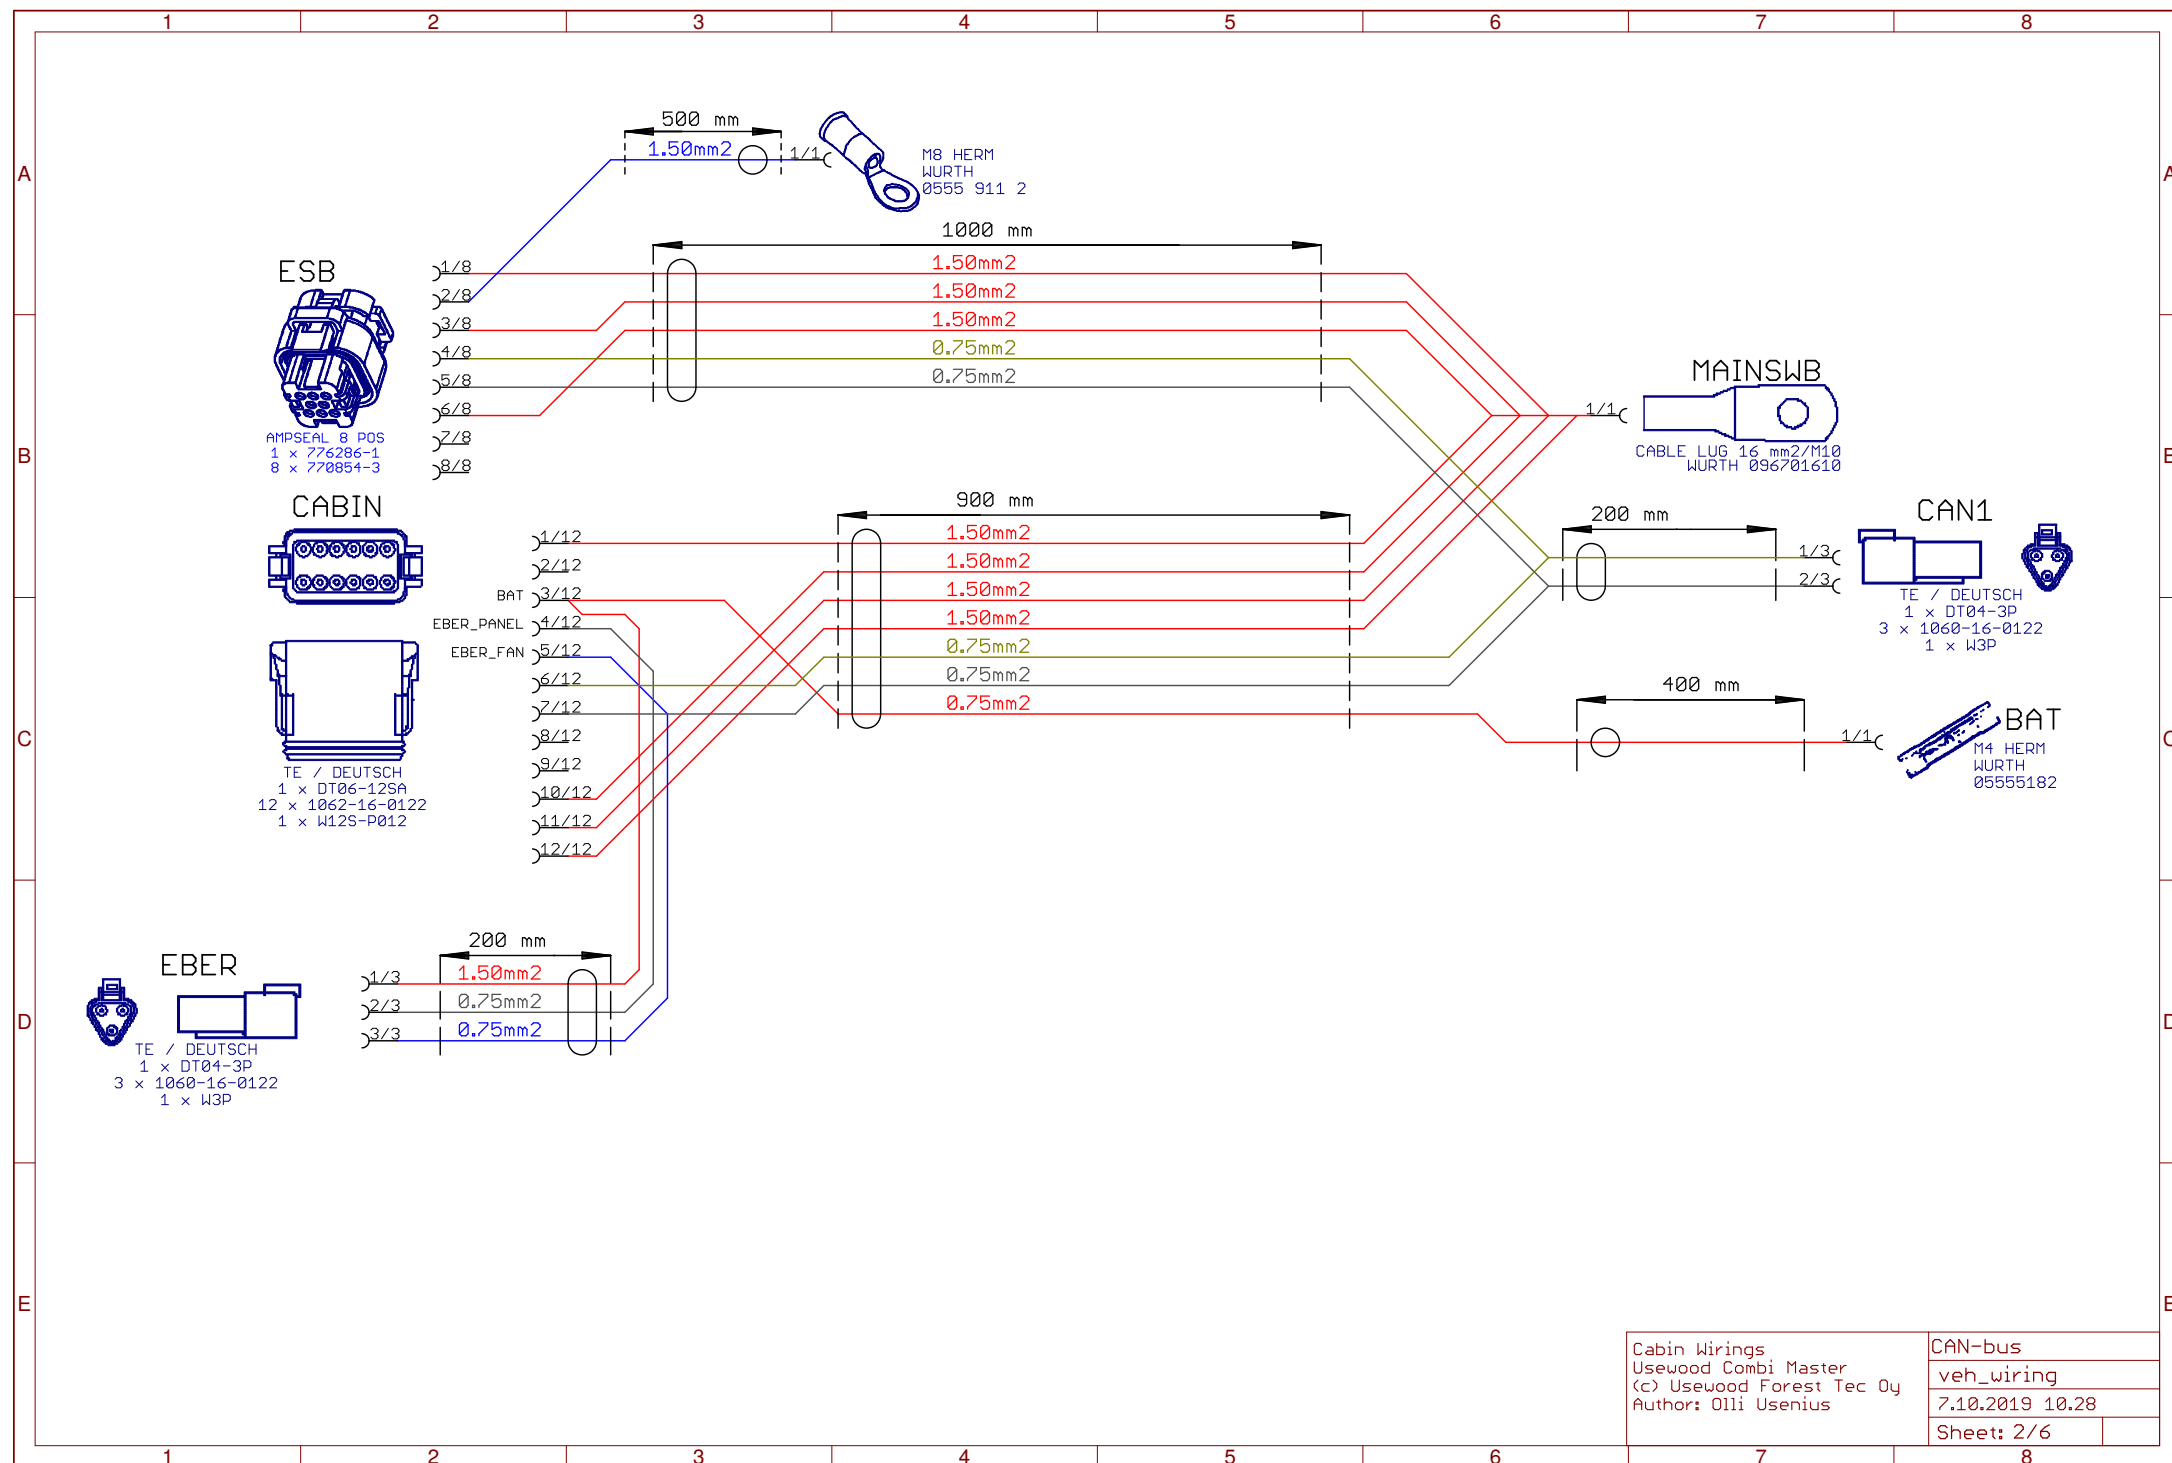 1 2 3 4 5 6 7 8
500 mm
1.50mm2
1/1
M8 HERM
WURTH
0555 911 2
A
A
1000 mm
ESB
1/8
1.50mm2
2/8
1.50mm2
3/8
1.50mm2
4/8
0.75mm2
5/8
0.75mm2
6/8
7/8
8/8
AMPSEAL 8 POS
1 x 776286-1
8 x 770854-3
MAINSWB
1/1
CABLE LUG 16 mm2/M10
WURTH 096701610
B
CABIN
900 mm
1/12
1.50mm2
2/12
1.50mm2
BAT 3/12
1.50mm2
EBER_PANEL 4/12
1.50mm2
EBER_FAN 5/12
0.75mm2
6/12
0.75mm2
7/12
0.75mm2
8/12
9/12
10/12
11/12
12/12
TE / DEUTSCH
1 x DT06-12SA
12 x 1062-16-0122
1 x W12S-P012
200 mm
CAN1
1/3
2/3
TE / DEUTSCH
1 x DT04-3P
3 x 1060-16-0122
1 x W3P
400 mm
1/1
BAT
M4 HERM
WURTH
05555182
C
200 mm
EBER
1/3
1.50mm2
2/3
0.75mm2
3/3
0.75mm2
TE / DEUTSCH
1 x DT04-3P
3 x 1060-16-0122
1 x W3P
D
E
Cabin Wirings
Usewood Combi Master
(c) Usewood Forest Tec Oy
Author: Olli Usenius
CAN-bus
veh_wiring
7.10.2019 10.28
Sheet: 2/6
1 2 3 4 5 6 7 8